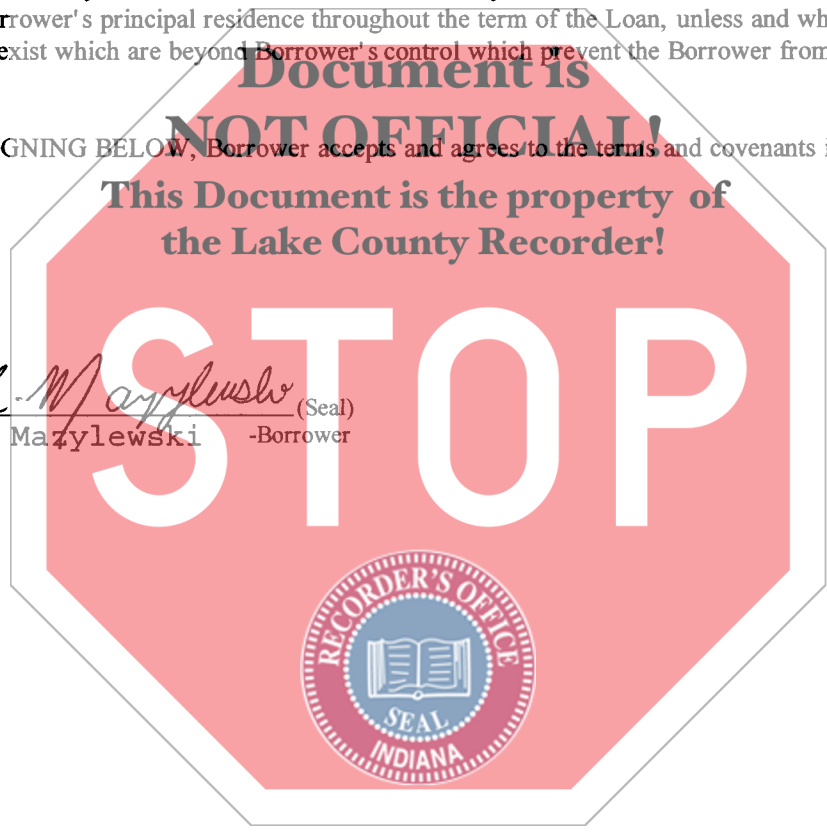 rrower's principal residence throughout the term of the Loan, unless and wh
exist which are beyond Borrower's control which prevent the Borrower from
Document is
NOT OFFICIAL!
GNING BELOW, Borrower accepts and agrees to the terms and covenants i
This Document is the property of
the Lake County Recorder!
STOP
Mazylewski (Seal)
Mazylewski -Borrower
RECORDER'S OFFICE
SEAL
INDIANA